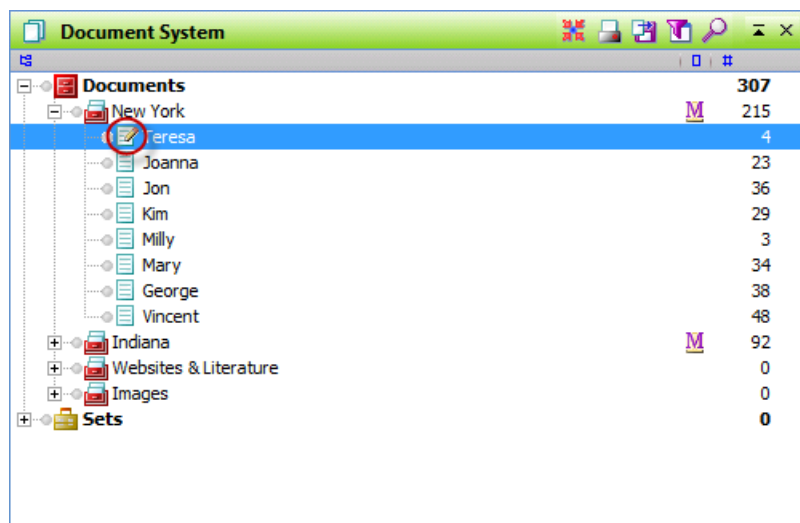 Document System
#
Documents 307
New York M 215
Teresa 4
Joanna 23
Jon 36
Kim 29
Milly 3
Mary 34
George 38
Vincent 48
Indiana M 92
Websites & Literature 0
Images 0
Sets 0